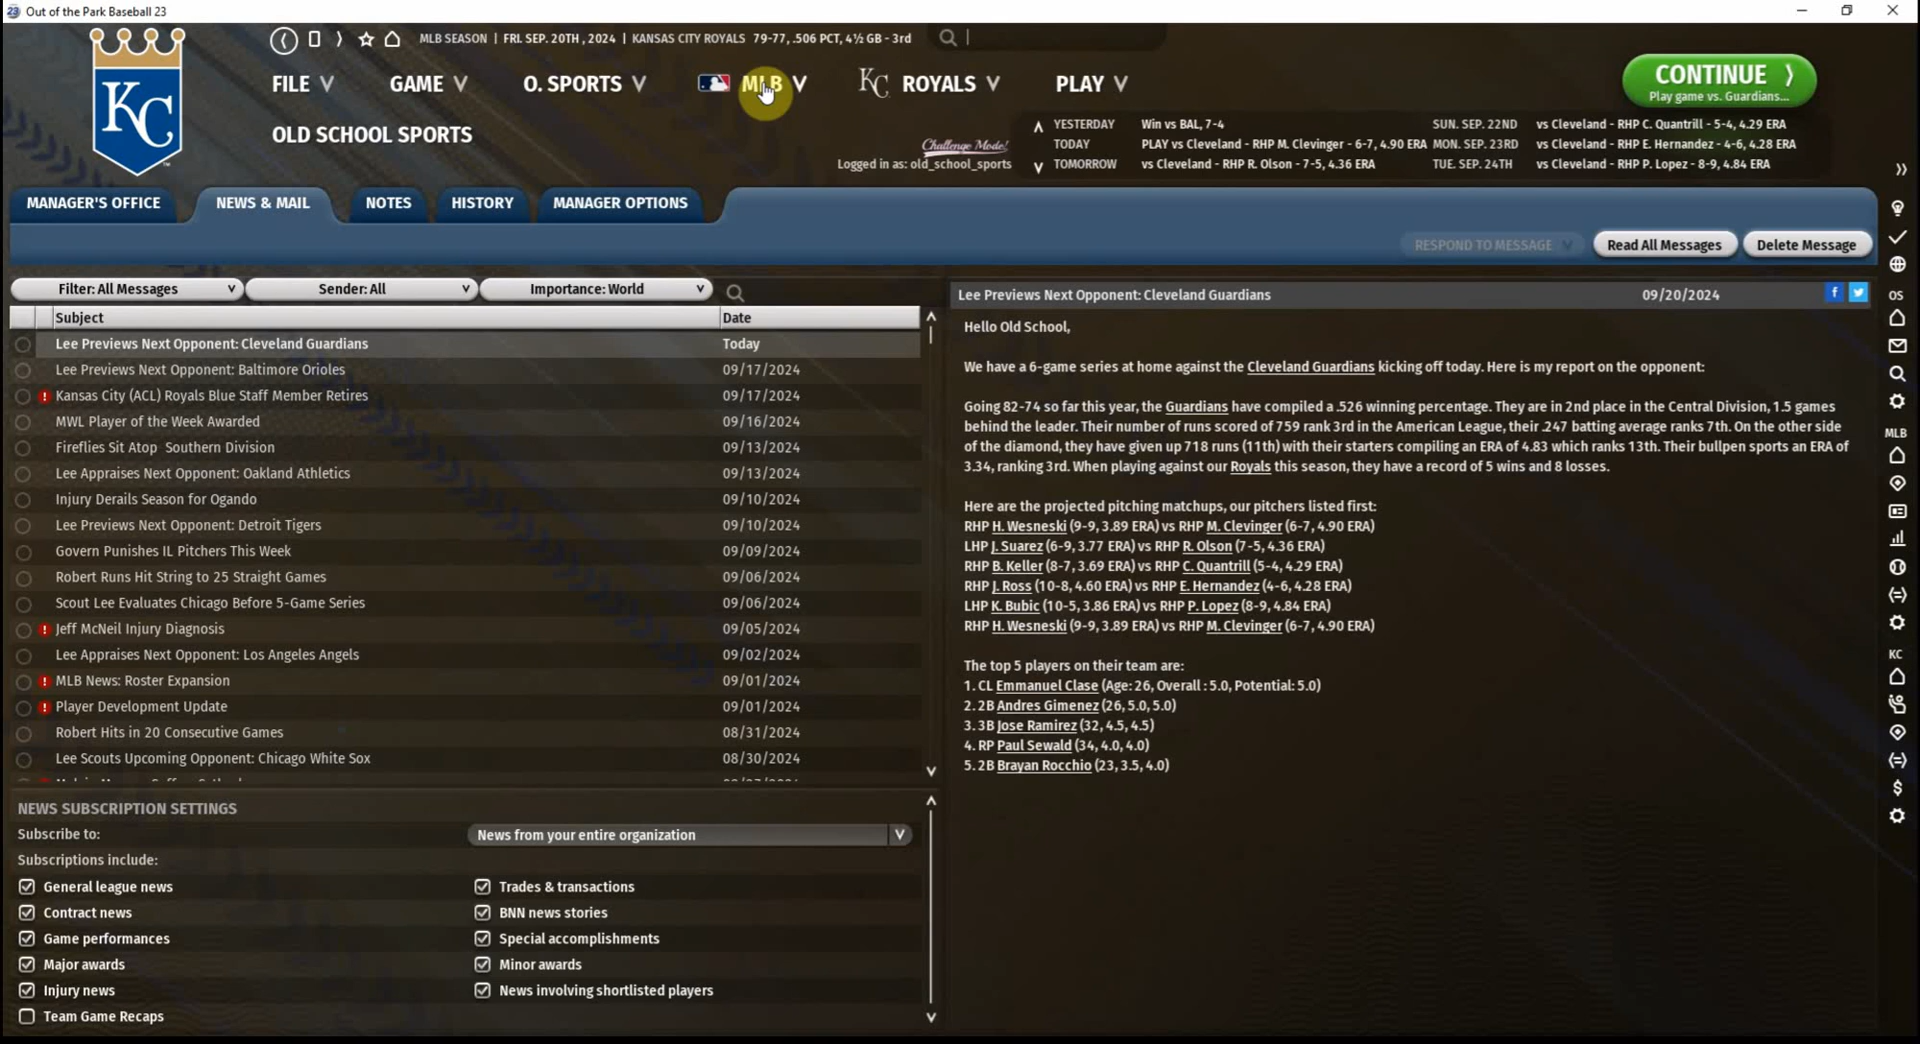 Out of the Park Baseball 23
MLB SEASON | FRI. SEP. 20TH, 2024 | KANSAS CITY ROYALS 79-77, .506 PCT, 4½ GB - 3rd
FILE GAME O. SPORTS MLB KC ROYALS PLAY
CONTINUE
Play game vs. Guardians...
KC
OLD SCHOOL SPORTS
Challenge Mode!
Logged in as: old_school_sports
YESTERDAY Win vs BAL, 7-4 SUN. SEP. 22ND vs Cleveland - RHP C. Quantrill - 5-4, 4.29 ERA
TODAY PLAY vs Cleveland - RHP M. Clevinger - 6-7, 4.90 ERA MON. SEP. 23RD vs Cleveland - RHP E. Hernandez - 4-6, 4.28 ERA
TOMORROW vs Cleveland - RHP R. Olson - 7-5, 4.36 ERA TUE. SEP. 24TH vs Cleveland - RHP P. Lopez - 8-9, 4.84 ERA
MANAGER'S OFFICE NEWS & MAIL NOTES HISTORY MANAGER OPTIONS
RESPOND TO MESSAGE Read All Messages Delete Message
Filter: All Messages Sender: All Importance: World
Subject Date
Lee Previews Next Opponent: Cleveland Guardians Today
Lee Previews Next Opponent: Baltimore Orioles 09/17/2024
Kansas City (ACL) Royals Blue Staff Member Retires 09/17/2024
MWL Player of the Week Awarded 09/16/2024
Fireflies Sit Atop Southern Division 09/13/2024
Lee Appraises Next Opponent: Oakland Athletics 09/13/2024
Injury Derails Season for Ogando 09/10/2024
Lee Previews Next Opponent: Detroit Tigers 09/10/2024
Govern Punishes IL Pitchers This Week 09/09/2024
Robert Runs Hit String to 25 Straight Games 09/06/2024
Scout Lee Evaluates Chicago Before 5-Game Series 09/06/2024
Jeff McNeil Injury Diagnosis 09/05/2024
Lee Appraises Next Opponent: Los Angeles Angels 09/02/2024
MLB News: Roster Expansion 09/01/2024
Player Development Update 09/01/2024
Robert Hits in 20 Consecutive Games 08/31/2024
Lee Scouts Upcoming Opponent: Chicago White Sox 08/30/2024
NEWS SUBSCRIPTION SETTINGS
Subscribe to: News from your entire organization
Subscriptions include:
General league news Trades & transactions
Contract news BNN news stories
Game performances Special accomplishments
Major awards Minor awards
Injury news News involving shortlisted players
Team Game Recaps
Lee Previews Next Opponent: Cleveland Guardians 09/20/2024
Hello Old School,
We have a 6-game series at home against the Cleveland Guardians kicking off today. Here is my report on the opponent:
Going 82-74 so far this year, the Guardians have compiled a .526 winning percentage. They are in 2nd place in the Central Division, 1.5 games
behind the leader. Their number of runs scored of 759 rank 3rd in the American League, their .247 batting average ranks 7th. On the other side
of the diamond, they have given up 718 runs (11th) with their starters compiling an ERA of 4.83 which ranks 13th. Their bullpen sports an ERA of
3.34, ranking 3rd. When playing against our Royals this season, they have a record of 5 wins and 8 losses.
Here are the projected pitching matchups, our pitchers listed first:
RHP H. Wesneski (9-9, 3.89 ERA) vs RHP M. Clevinger (6-7, 4.90 ERA)
LHP J. Suarez (6-9, 3.77 ERA) vs RHP R. Olson (7-5, 4.36 ERA)
RHP B. Keller (8-7, 3.69 ERA) vs RHP C. Quantrill (5-4, 4.29 ERA)
RHP J. Ross (10-8, 4.60 ERA) vs RHP E. Hernandez (4-6, 4.28 ERA)
LHP K. Bubic (10-5, 3.86 ERA) vs RHP P. Lopez (8-9, 4.84 ERA)
RHP H. Wesneski (9-9, 3.89 ERA) vs RHP M. Clevinger (6-7, 4.90 ERA)
The top 5 players on their team are:
1. CL Emmanuel Clase (Age: 26, Overall : 5.0, Potential: 5.0)
2. 2B Andres Gimenez (26, 5.0, 5.0)
3. 3B Jose Ramirez (32, 4.5, 4.5)
4. RP Paul Sewald (34, 4.0, 4.0)
5. 2B Brayan Rocchio (23, 3.5, 4.0)
OS
MLB
KC